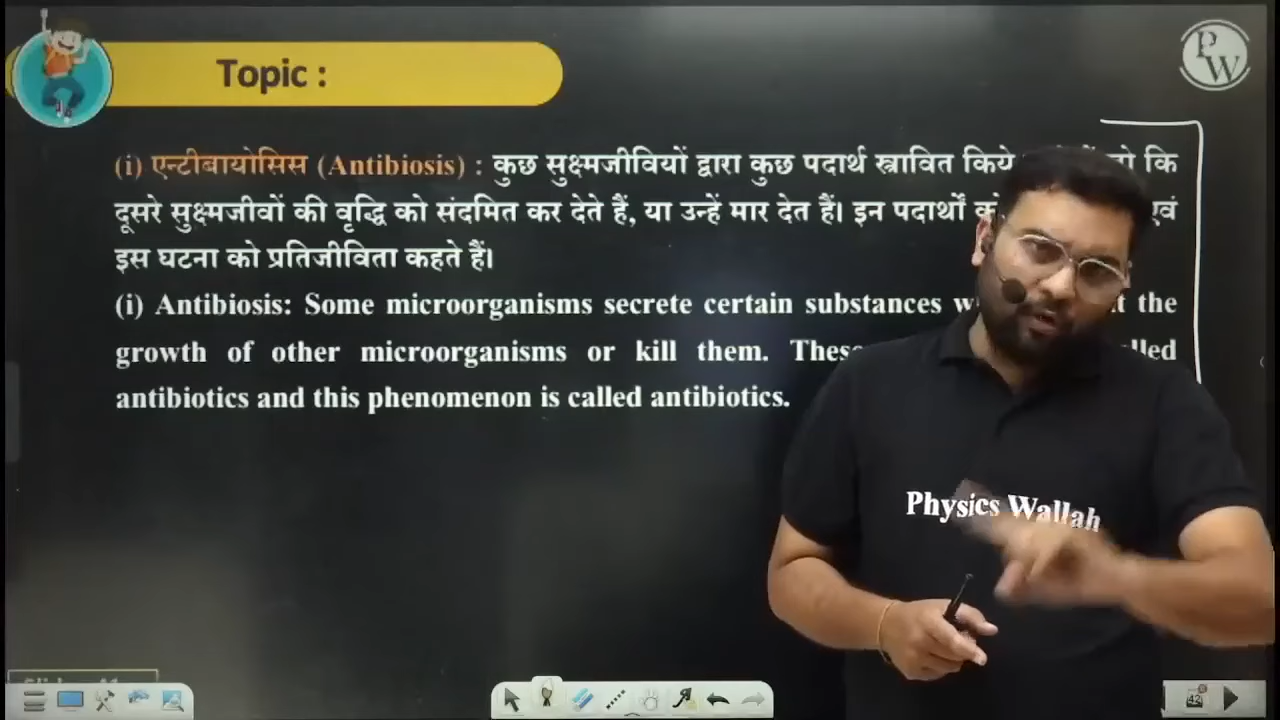 PW
Topic :
(i) एन्टीबायोसिस (Antibiosis) : कुछ सुक्ष्मजीवियों द्वारा कुछ पदार्थ स्त्रावित किये कि
दूसरे सुक्ष्मजीवों की वृद्धि को संदमित कर देते हैं, या उन्हें मार देत हैं। इन पदार्थों एवं
इस घटना को प्रतिजीविता कहते हैं।
(i) Antibiosis: Some microorganisms secrete certain substances the
growth of other microorganisms or kill them.
antibiotics and this phenomenon is called antibiotics.
Physics Wallah
42